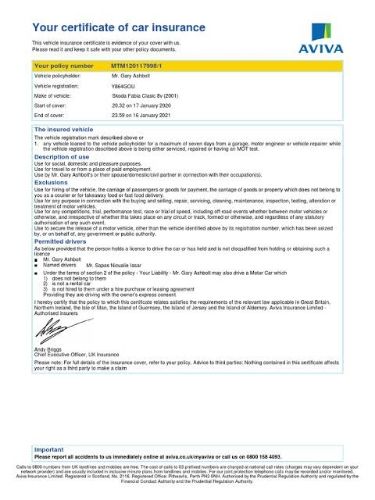 Your certificate of car insurance
This vehicle insurance certificate is evidence of your cover with us.
Please read it and keep it safe with your other policy documents.
AVIVA
Your policy number MTM120117998/1
Vehicle policyholder: Mr. Gary Ashbolt
Vehicle registration: Y864GOU
Make of vehicle: Skoda Fabia Classic 8v (2001)
Start of cover: 20.32 on 17 January 2020
End of cover: 23.59 on 16 January 2021
The insured vehicle
The vehicle registration mark described above or
1. any vehicle loaned to the vehicle policyholder for a maximum of seven days from a garage, motor engineer or vehicle repairer while
the vehicle registration described above is being either serviced, repaired or having an MOT test.
Description of use
Use for social, domestic and pleasure purposes.
Use for travel to or from a place of paid employment.
Use by Mr. Gary Ashbolt's or their spouse/domestic/civil partner in connection with their occupation(s).
Exclusions
Use for hiring of the vehicle, the carriage of passengers or goods for payment, the carriage of goods or property which does not belong to
you as a courier or for takeaway food or fast food delivery.
Use for any purpose in connection with the buying and selling, repair, servicing, cleaning, maintenance, inspection, testing, alteration or
treatment of motor vehicles.
Use for any competitions, trial, performance test, race or trial of speed, including off-road events whether between motor vehicles or
otherwise, and irrespective of whether this takes place on any circuit or track, formed or otherwise, and regardless of any statutory
authorisation of any such event.
Use to secure the release of a motor vehicle, other than the vehicle identified above by its registration number, which has been seized
by, or on behalf of, any government or public authority.
Permitted drivers
As below provided that the person holds a licence to drive the car or has held and is not disqualified from holding or obtaining such a
licence
■ Mr. Gary Ashbolt
■ Named drivers Mr. Sapee Niovalle Iasar
■ Under the terms of section 2 of the policy - Your Liability - Mr. Gary Ashbolt may also drive a Motor Car which
1) does not belong to them
2) is not a rental car
3) is not hired to them under a hire purchase or leasing agreement
Providing they are driving with the owner's express consent
I hereby certify that the policy to which this certificate relates satisfies the requirements of the relevant law applicable in Great Britain,
Northern Ireland, the Isle of Man, the Island of Guernsey, the Island of Jersey and the Island of Alderney. Aviva Insurance Limited -
Authorised Insurers
Andy Briggs
Chief Executive Officer, UK Insurance
Please note: For full details of the insurance cover, refer to your policy. Advice to third parties: Nothing contained in this certificate affects
your right as a third party to make a claim
Important!
Please report all accidents to us immediately online at aviva.co.uk/myaviva or call us on 0800 158 4093.
Calls to 0800 numbers from UK landlines and mobiles are free. The cost of calls to 03 prefixed numbers are charged at national call rates (charges may vary dependent on your
network provider) and are usually included in inclusive minute plans from landlines and mobiles. For our joint protection telephone calls may be recorded and/or monitored.
Aviva Insurance Limited. Registered in Scotland, No. 2116. Registered Office: Pitheavlis, Perth PH2 0NH. Authorised by the Prudential Regulation Authority and regulated by the
Financial Conduct Authority and the Prudential Regulation Authority.